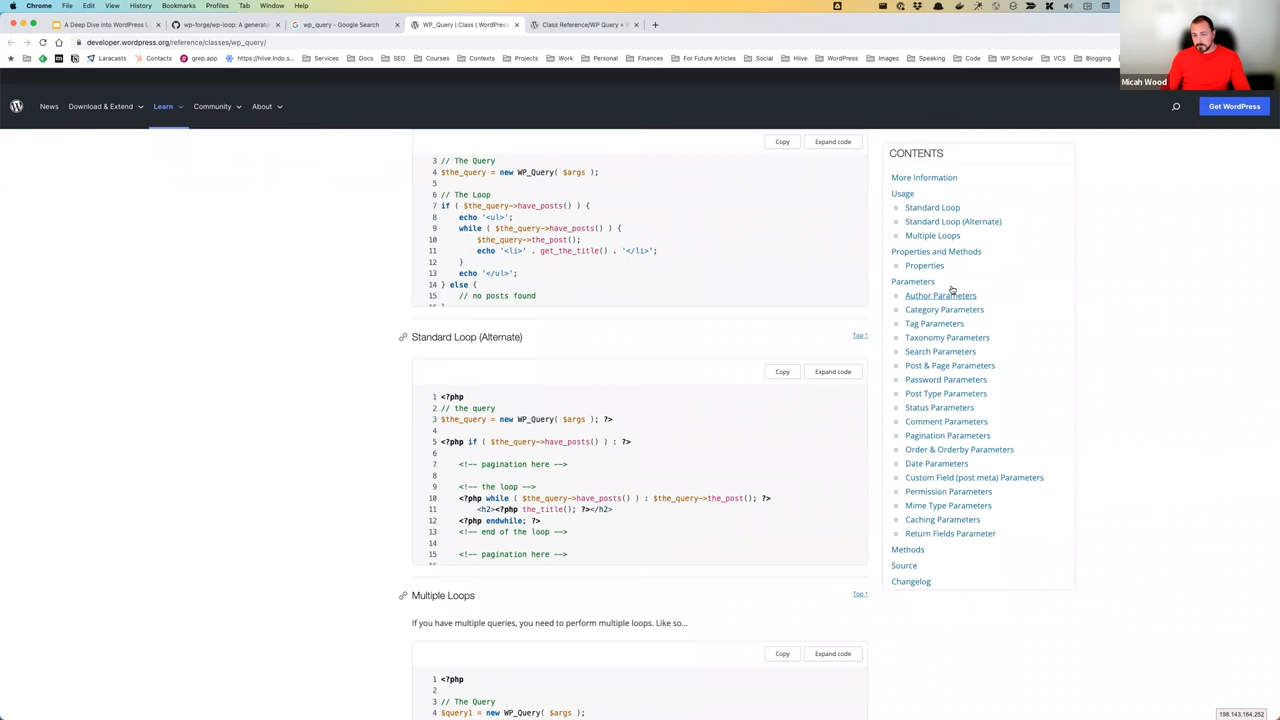 Chrome File Edit View History Bookmarks Profiles Tab Window Help
A Deep Dive into WordPress L
wp-forge/wp-loop: A generato
wp_query - Google Search
WP_Query | Class | WordPress
Class Reference/WP Query «
developer.wordpress.org/reference/classes/wp_query/
Laracasts Contacts grep.app https://hiive.lndo.s... Services Docs SEO Courses Contexts Projects Work Personal Finances For Future Articles Social Hiive WordPress Images Speaking Code WP Scholar VCS Blogging
Micah Wood
News Download & Extend Learn Community About Get WordPress
Copy Expand code
3 // The Query
4 $the_query = new WP_Query( $args );
5
6 // The Loop
7 if ( $the_query->have_posts() ) {
8 echo '<ul>';
9 while ( $the_query->have_posts() ) {
10 $the_query->the_post();
11 echo '<li>' . get_the_title() . '</li>';
12 }
13 echo '</ul>';
14 } else {
15 // no posts found
Standard Loop (Alternate) Top ↑
Copy Expand code
1 <?php
2 // the query
3 $the_query = new WP_Query( $args ); ?>
4
5 <?php if ( $the_query->have_posts() ) : ?>
6
7 <!-- pagination here -->
8
9 <!-- the loop -->
10 <?php while ( $the_query->have_posts() ) : $the_query->the_post(); ?>
11 <h2><?php the_title(); ?></h2>
12 <?php endwhile; ?>
13 <!-- end of the loop -->
14
15 <!-- pagination here -->
Multiple Loops Top ↑
If you have multiple queries, you need to perform multiple loops. Like so...
Copy Expand code
1 <?php
2
3 // The Query
4 $query1 = new WP_Query( $args );
CONTENTS
More Information
Usage
Standard Loop
Standard Loop (Alternate)
Multiple Loops
Properties and Methods
Properties
Parameters
Author Parameters
Category Parameters
Tag Parameters
Taxonomy Parameters
Search Parameters
Post & Page Parameters
Password Parameters
Post Type Parameters
Status Parameters
Comment Parameters
Pagination Parameters
Order & Orderby Parameters
Date Parameters
Custom Field (post meta) Parameters
Permission Parameters
Mime Type Parameters
Caching Parameters
Return Fields Parameter
Methods
Source
Changelog
198.143.164.252